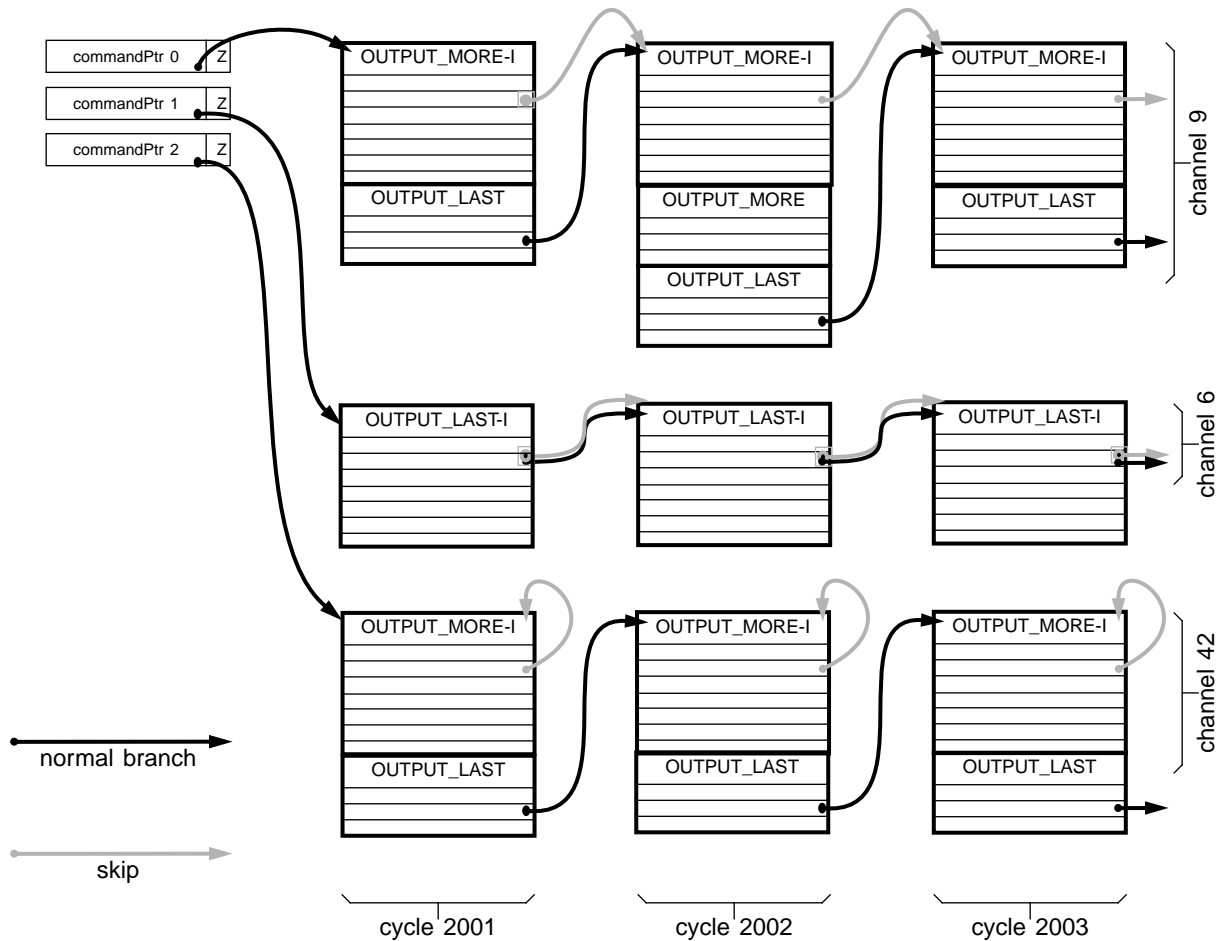 commandPtr 0 Z
commandPtr 1 Z
commandPtr 2 Z
OUTPUT_MORE-I
OUTPUT_LAST
OUTPUT_MORE-I
OUTPUT_MORE
OUTPUT_LAST
OUTPUT_MORE-I
OUTPUT_LAST
channel 9
OUTPUT_LAST-I
OUTPUT_LAST-I
OUTPUT_LAST-I
channel 6
OUTPUT_MORE-I
OUTPUT_LAST
OUTPUT_MORE-I
OUTPUT_LAST
OUTPUT_MORE-I
OUTPUT_LAST
channel 42
normal branch
skip
cycle 2001
cycle 2002
cycle 2003